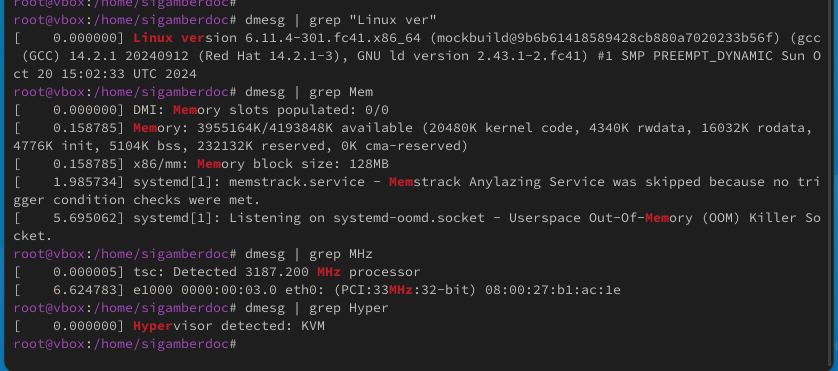 root@vbox:/home/sigamberdoc#
root@vbox:/home/sigamberdoc# dmesg | grep "Linux ver"
[    0.000000] Linux version 6.11.4-301.fc41.x86_64 (mockbuild@9b6b61418589428cb880a7020233b56f) (gcc
 (GCC) 14.2.1 20240912 (Red Hat 14.2.1-3), GNU ld version 2.43.1-2.fc41) #1 SMP PREEMPT_DYNAMIC Sun O
ct 20 15:02:33 UTC 2024
root@vbox:/home/sigamberdoc# dmesg | grep Mem
[    0.000000] DMI: Memory slots populated: 0/0
[    0.158785] Memory: 3955164K/4193848K available (20480K kernel code, 4340K rwdata, 16032K rodata,
4776K init, 5104K bss, 232132K reserved, 0K cma-reserved)
[    0.158785] x86/mm: Memory block size: 128MB
[    1.985734] systemd[1]: memstrack.service - Memstrack Anylazing Service was skipped because no tri
gger condition checks were met.
[    5.695062] systemd[1]: Listening on systemd-oomd.socket - Userspace Out-Of-Memory (OOM) Killer So
cket.
root@vbox:/home/sigamberdoc# dmesg | grep MHz
[    0.000005] tsc: Detected 3187.200 MHz processor
[    6.624783] e1000 0000:00:03.0 eth0: (PCI:33MHz:32-bit) 08:00:27:b1:ac:1e
root@vbox:/home/sigamberdoc# dmesg | grep Hyper
[    0.000000] Hypervisor detected: KVM
root@vbox:/home/sigamberdoc#